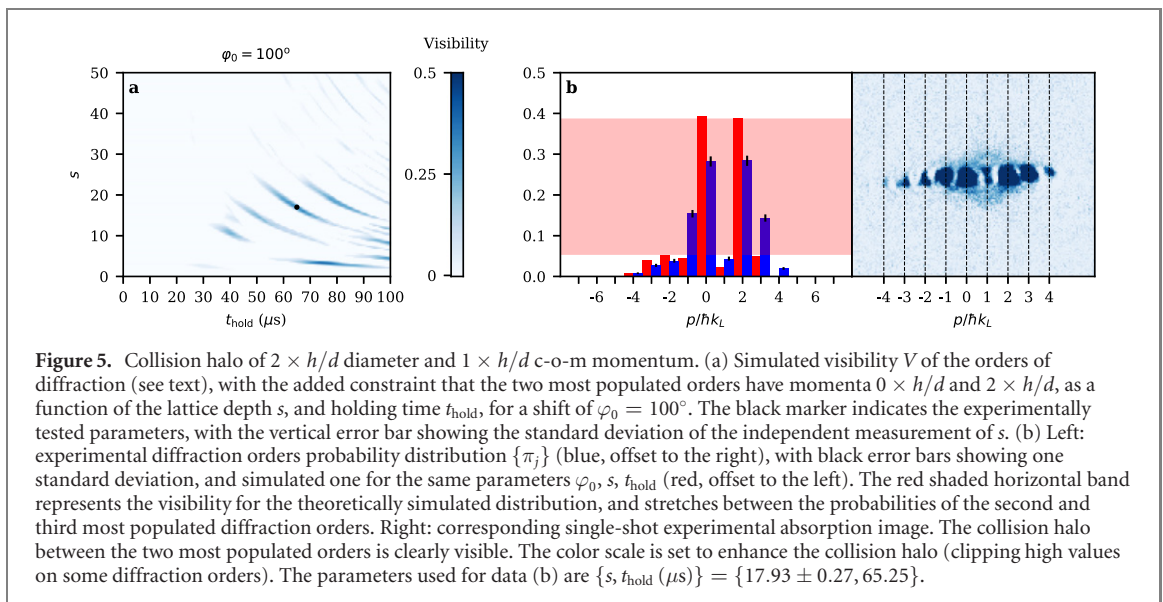 φ₀ = 100°
Visibility
a
50
40
30
20
10
0
s
0 10 20 30 40 50 60 70 80 90 100
t_hold (μs)
0.5
0.25
0
b
0.5
0.4
0.3
0.2
0.1
0.0
-6 -4 -2 0 2 4 6
p/ħk_L
-4 -3 -2 -1 0 1 2 3 4
p/ħk_L
Figure 5. Collision halo of 2 × h/d diameter and 1 × h/d c-o-m momentum. (a) Simulated visibility V of the orders of
diffraction (see text), with the added constraint that the two most populated orders have momenta 0 × h/d and 2 × h/d, as a
function of the lattice depth s, and holding time t_hold, for a shift of φ₀ = 100°. The black marker indicates the experimentally
tested parameters, with the vertical error bar showing the standard deviation of the independent measurement of s. (b) Left:
experimental diffraction orders probability distribution {π_j} (blue, offset to the right), with black error bars showing one
standard deviation, and simulated one for the same parameters φ₀, s, t_hold (red, offset to the left). The red shaded horizontal band
represents the visibility for the theoretically simulated distribution, and stretches between the probabilities of the second and
third most populated diffraction orders. Right: corresponding single-shot experimental absorption image. The collision halo
between the two most populated orders is clearly visible. The color scale is set to enhance the collision halo (clipping high values
on some diffraction orders). The parameters used for data (b) are {s, t_hold (μs)} = {17.93 ± 0.27, 65.25}.